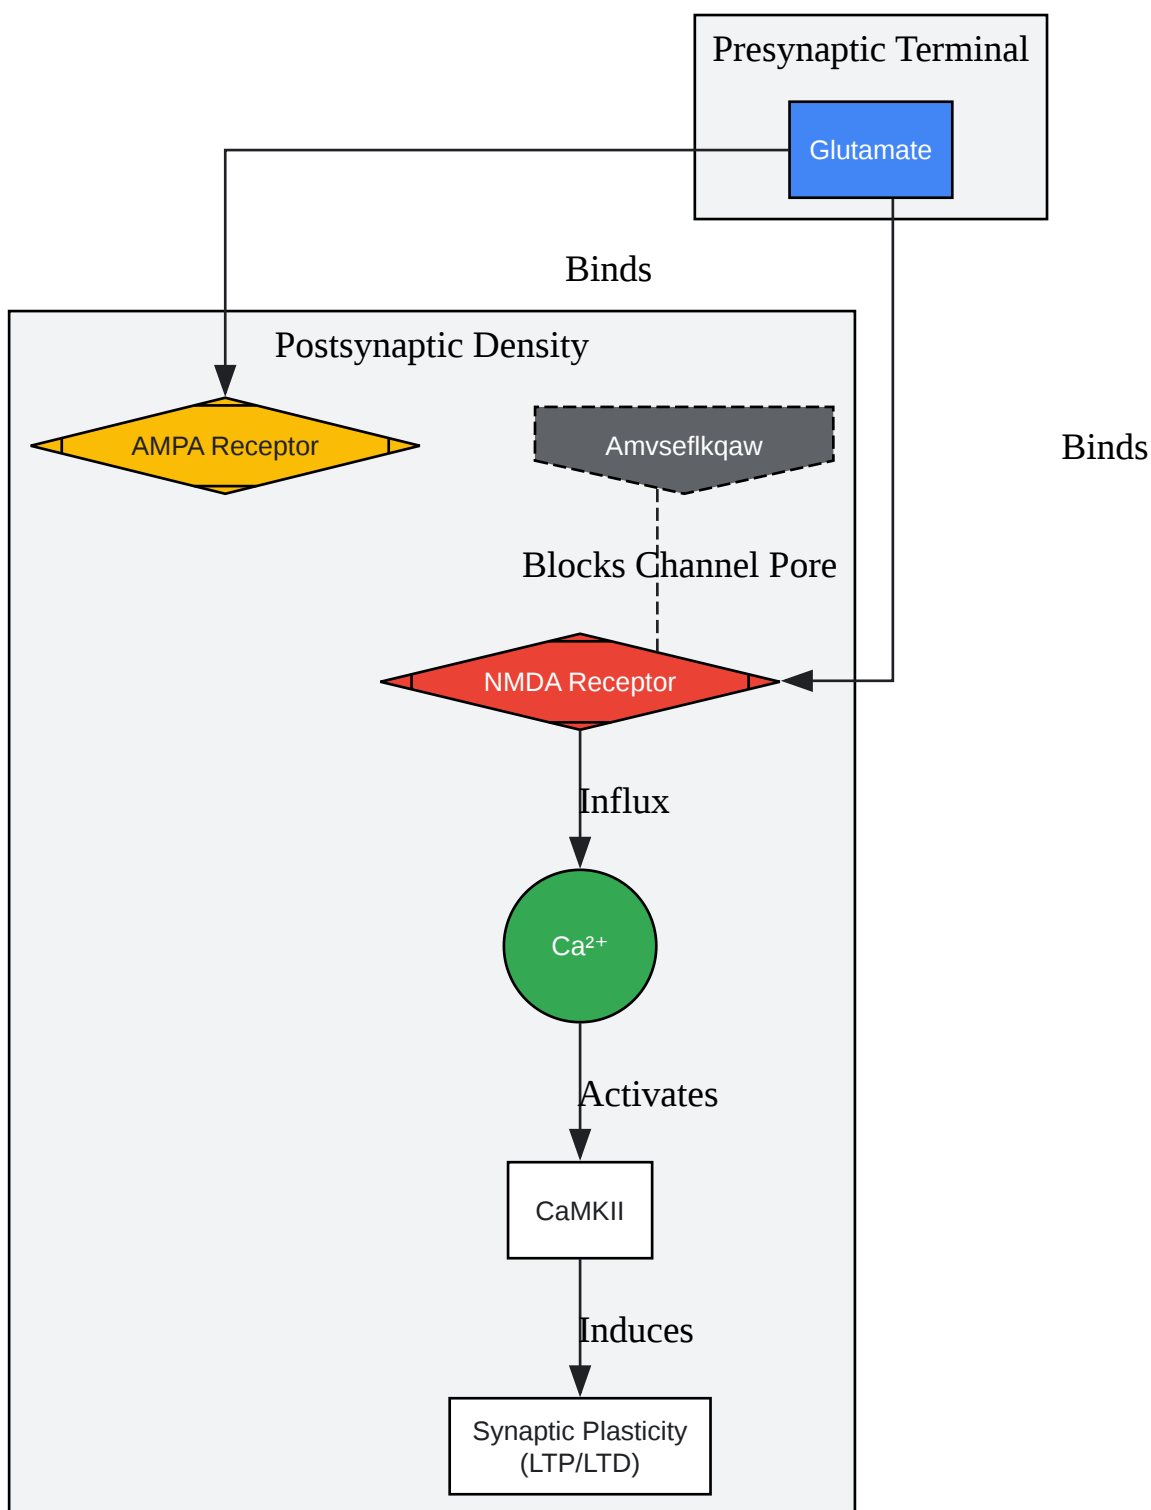 Presynaptic Terminal
Glutamate
Binds
Postsynaptic Density
AMPA Receptor
Amvseflkqaw
Binds
Blocks Channel Pore
NMDA Receptor
Influx
Ca²⁺
Activates
CaMKII
Induces
Synaptic Plasticity
(LTP/LTD)